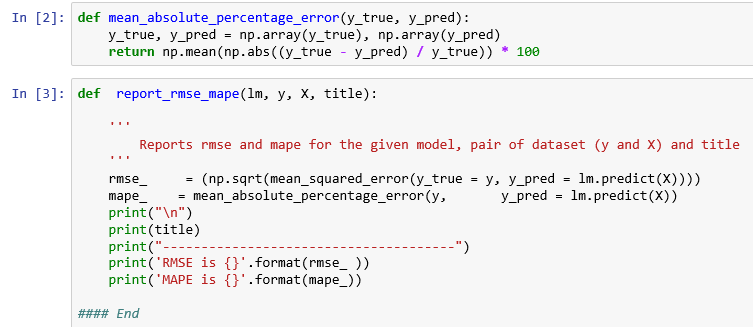 In [2]: def mean_absolute_percentage_error(y_true, y_pred):
    y_true, y_pred = np.array(y_true), np.array(y_pred)
    return np.mean(np.abs((y_true - y_pred) / y_true)) * 100
In [3]: def  report_rmse_mape(lm, y, X, title):
    '''
        Reports rmse and mape for the given model, pair of dataset (y and X) and title
    '''
    rmse_     = (np.sqrt(mean_squared_error(y_true = y, y_pred = lm.predict(X))))
    mape_    = mean_absolute_percentage_error(y,       y_pred = lm.predict(X))
    print("\n")
    print(title)
    print("--------------------------------------")
    print('RMSE is {}'.format(rmse_ ))
    print('MAPE is {}'.format(mape_))
#### End